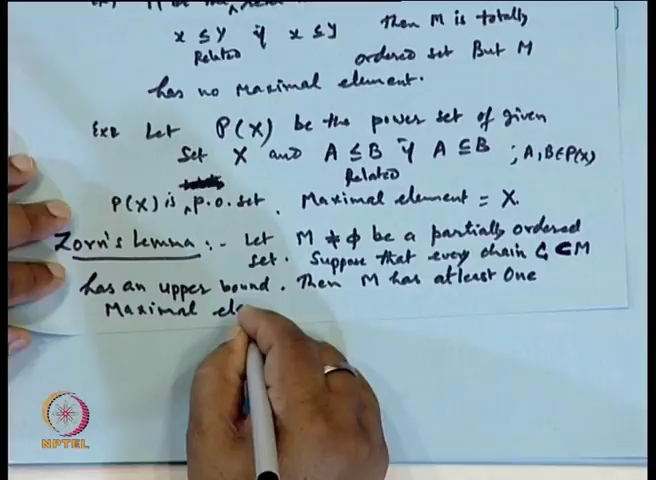 x ≤ y if x ≤ y then M is totally
Related ordered set But M
has no maximal element.
Ex. Let P(X) be the power set of given
Set X and A ≤ B if A ⊆ B ; A, B ∈ P(X)
Related
P(X) is p.o. set. Maximal element = X.
Zorn's Lemma :- Let M ≠ φ be a partially ordered
set. Suppose that every chain C ⊂ M
has an upper bound. Then M has atleast One
Maximal ele
NPTEL